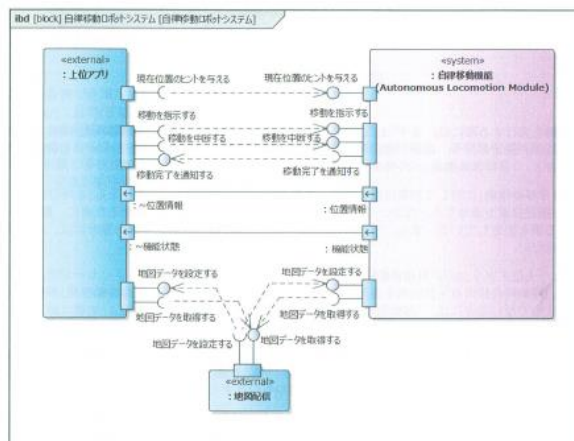 ibd [block] 自律移動ロボットシステム [自律移動ロボットシステム]
«external»
: 上位アプリ
«system»
: 自律移動機能
(Autonomous Locomotion Module)
現在位置のヒントを与える
現在位置のヒントを与える
移動を指示する
移動を指示する
移動を中断する
移動を中断する
移動完了を通知する
移動完了を通知する
: ~位置情報
: 位置情報
: ~機能状態
: 機能状態
地図データを設定する
地図データを設定する
地図データを取得する
地図データを取得する
地図データを設定する
地図データを取得する
«external»
: 地図配信